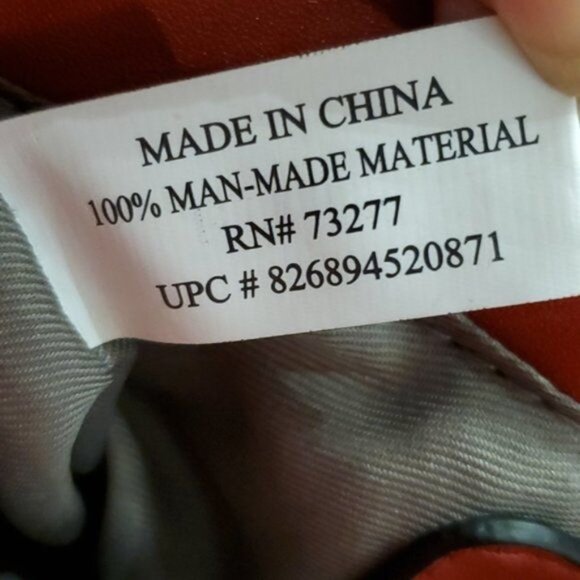 MADE IN CHINA
100% MAN-MADE MATERIAL
RN# 73277
UPC # 826894520871